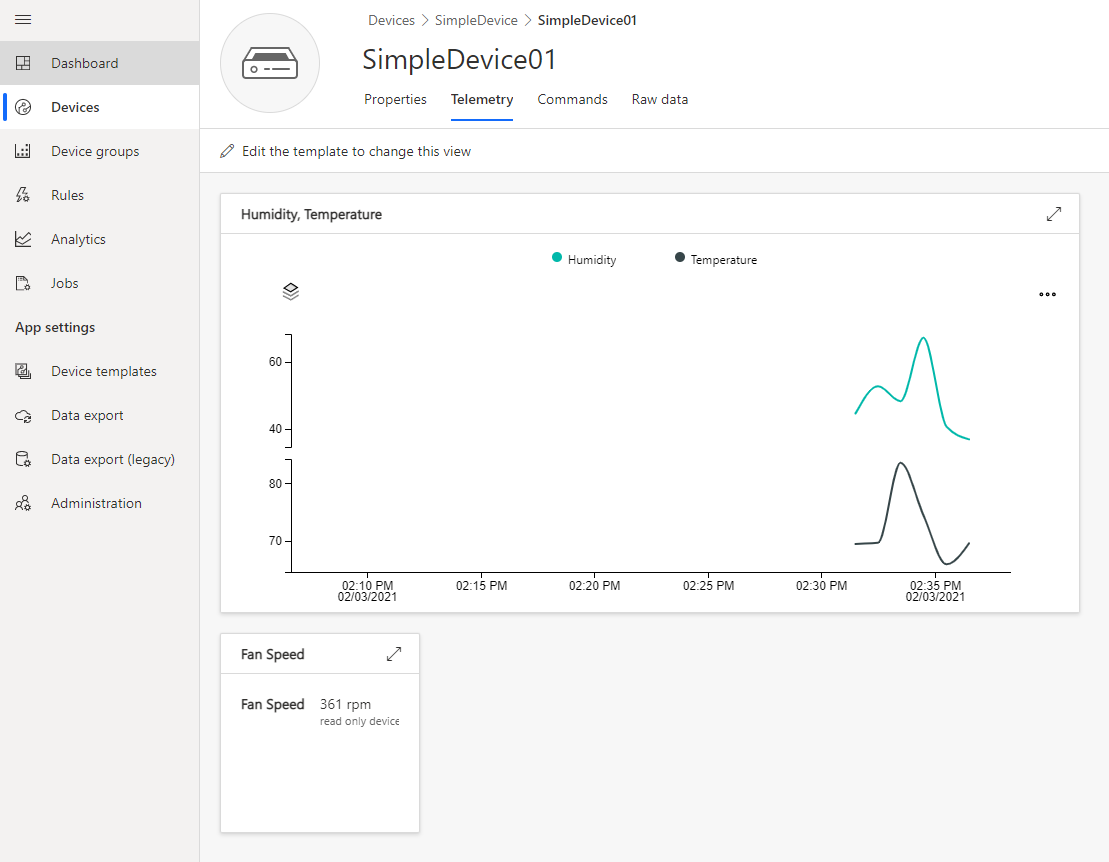 Devices > SimpleDevice > SimpleDevice01
SimpleDevice01
Properties Telemetry Commands Raw data
Dashboard
Devices
Device groups
Rules
Analytics
Jobs
App settings
Device templates
Data export
Data export (legacy)
Administration
Edit the template to change this view
Humidity, Temperature
Humidity Temperature
60
40
80
70
02:10 PM 02:15 PM 02:20 PM 02:25 PM 02:30 PM 02:35 PM
02/03/2021 02/03/2021
Fan Speed
Fan Speed 361 rpm
read only device